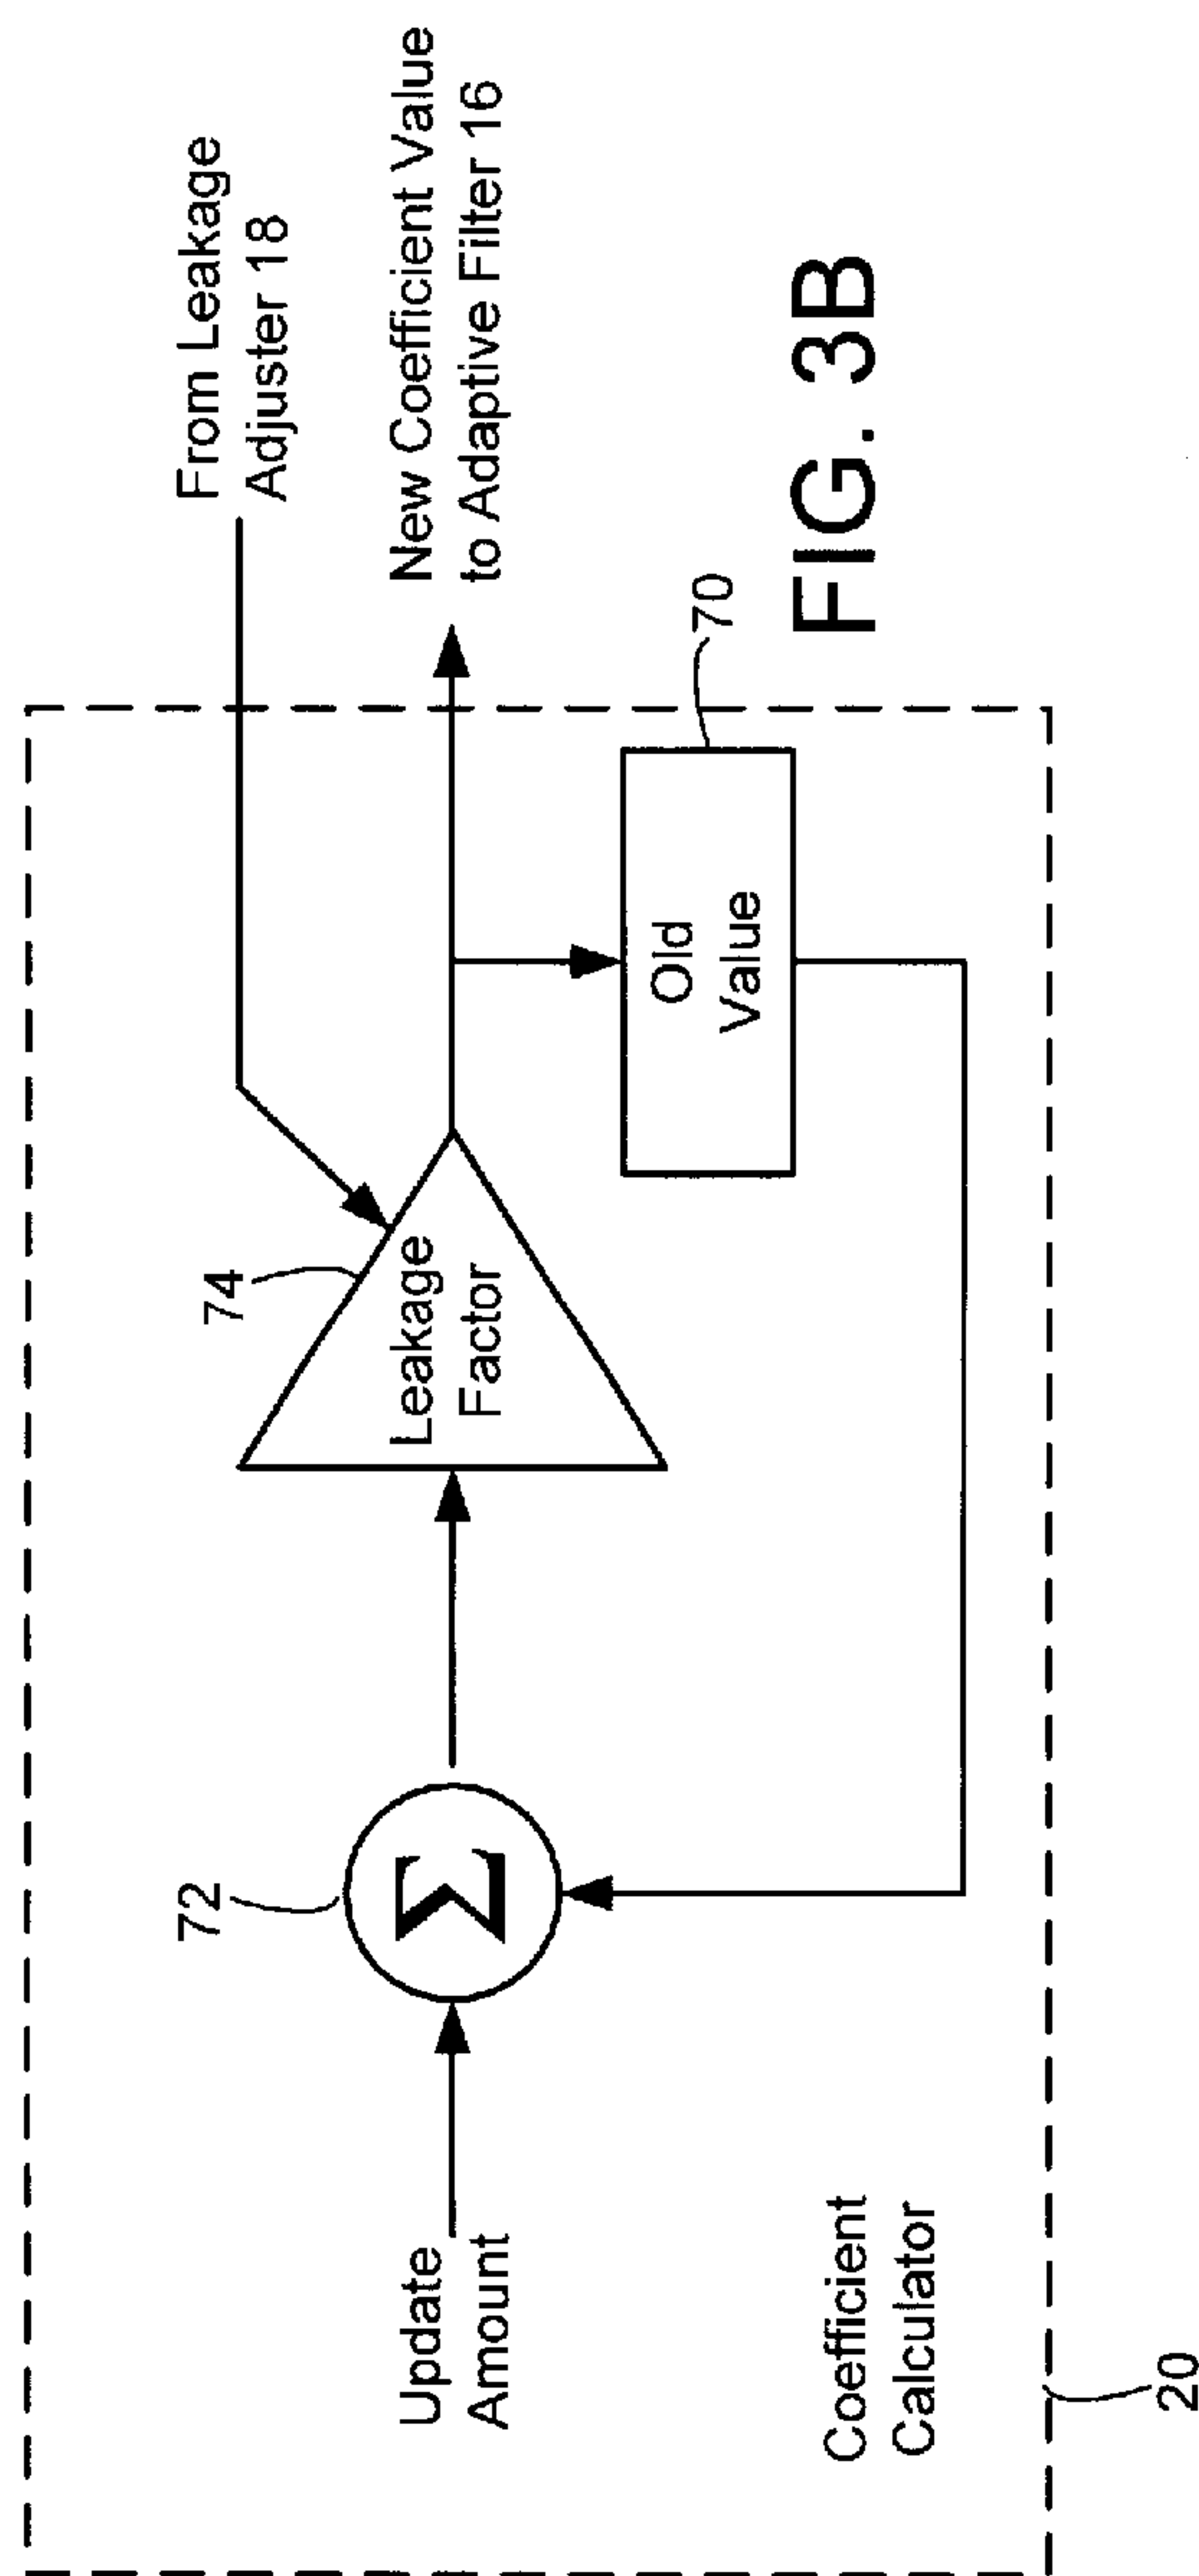 From Leakage
Adjuster 18
New Coefficient Value
to Adaptive Filter 16
72
74
Update
Amount
Σ
Leakage
Factor
Old
Value
70
Coefficient
Calculator
20
FIG. 3B